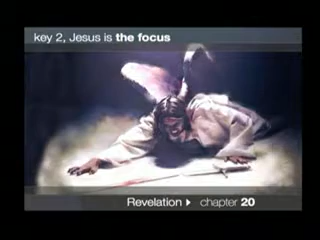 key 2, Jesus is the focus
Revelation ▸ chapter 20